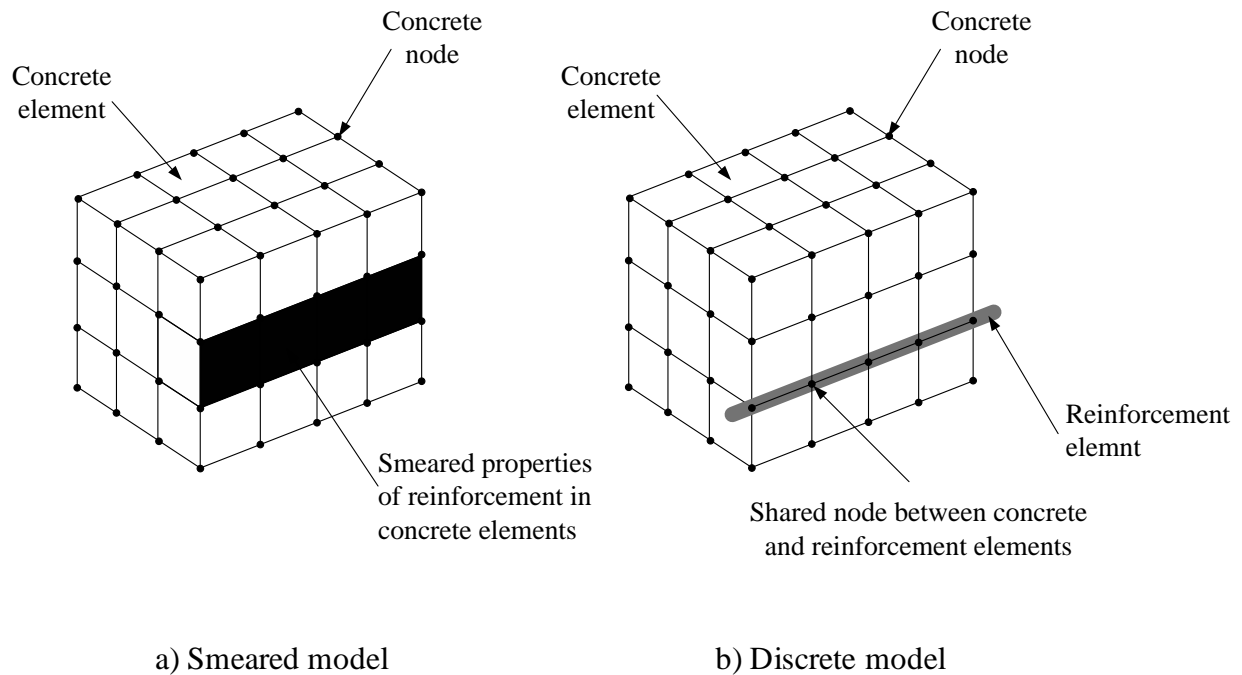 Concrete
node
Concrete
element
Smeared properties
of reinforcement in
concrete elements
a) Smeared model
Concrete
node
Concrete
element
Reinforcement
elemnt
Shared node between concrete
and reinforcement elements
b) Discrete model